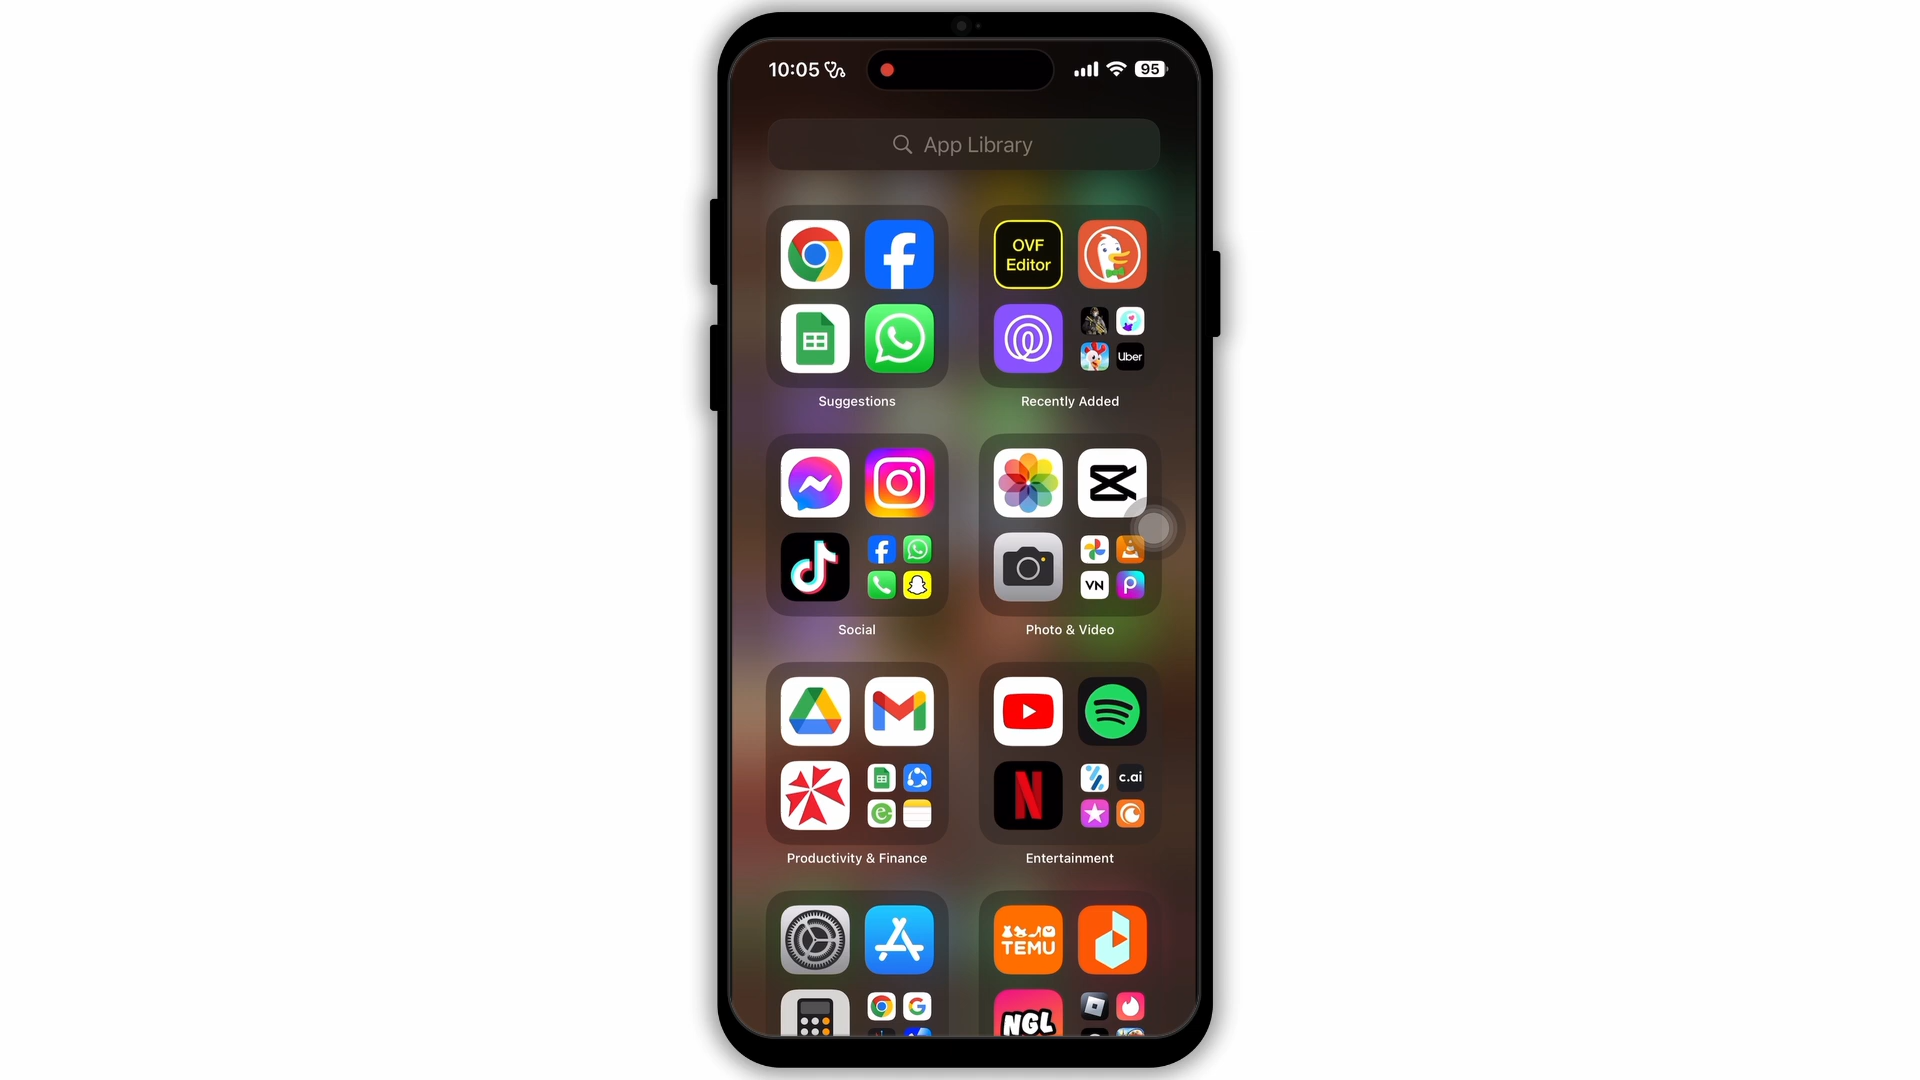 10:05
95
App Library
OVF
Editor
Uber
Suggestions
Recently Added
VN
Social
Photo & Video
c.ai
Productivity & Finance
Entertainment
TEMU
NGL